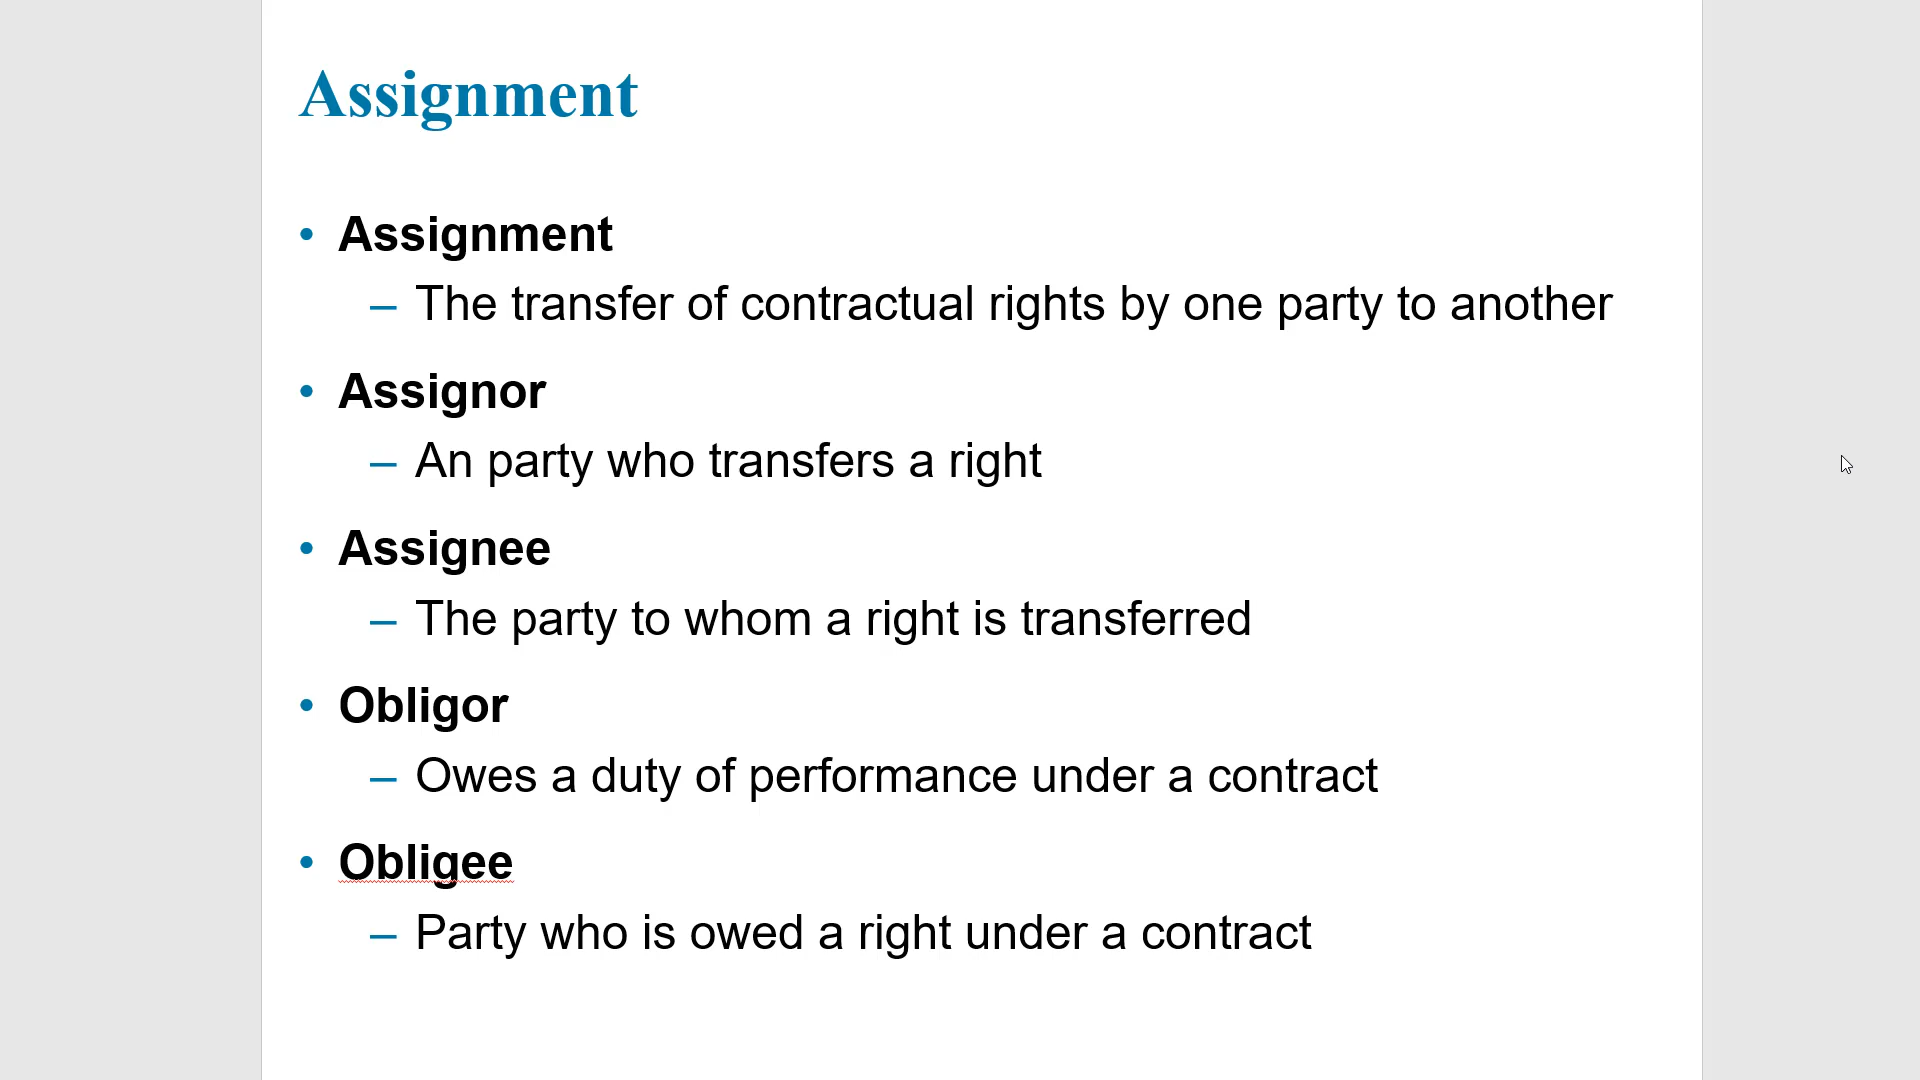 Assignment
• Assignment
– The transfer of contractual rights by one party to another
• Assignor
– An party who transfers a right
• Assignee
– The party to whom a right is transferred
• Obligor
– Owes a duty of performance under a contract
• Obligee
– Party who is owed a right under a contract